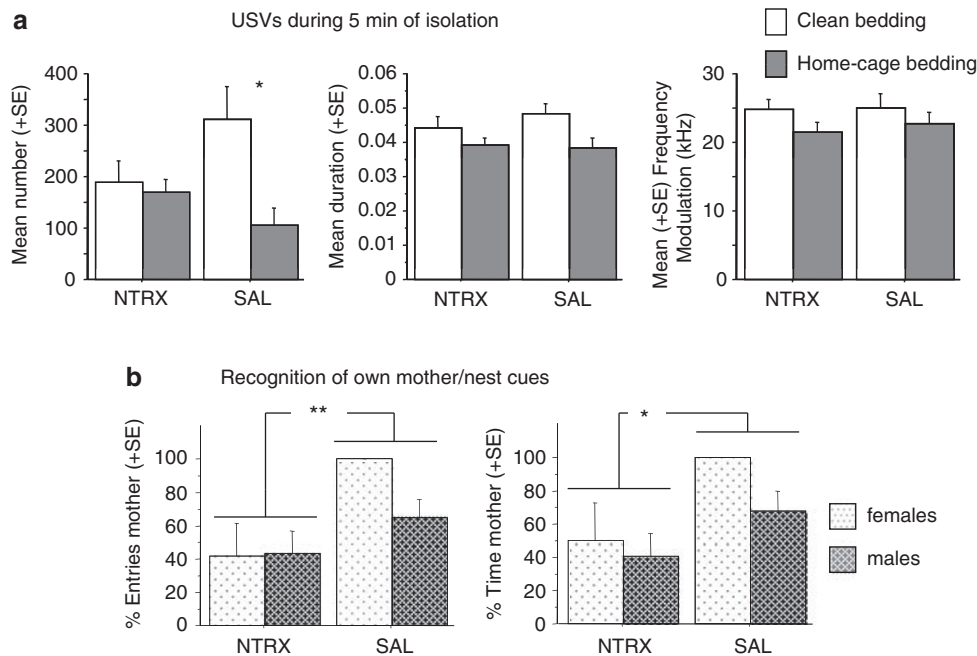 a
USVs during 5 min of isolation
Clean bedding
Home-cage bedding
Mean number (+SE)
400
300
200
100
0
NTRX
SAL
*
Mean duration (+SE)
0.06
0.05
0.04
0.03
0.02
0.01
0
NTRX
SAL
Mean (+SE) Frequency
Modulation (kHz)
30
20
10
0
NTRX
SAL
b
Recognition of own mother/nest cues
% Entries mother (+SE)
100
80
60
40
20
0
**
NTRX
SAL
% Time mother (+SE)
100
80
60
40
20
0
*
NTRX
SAL
females
males